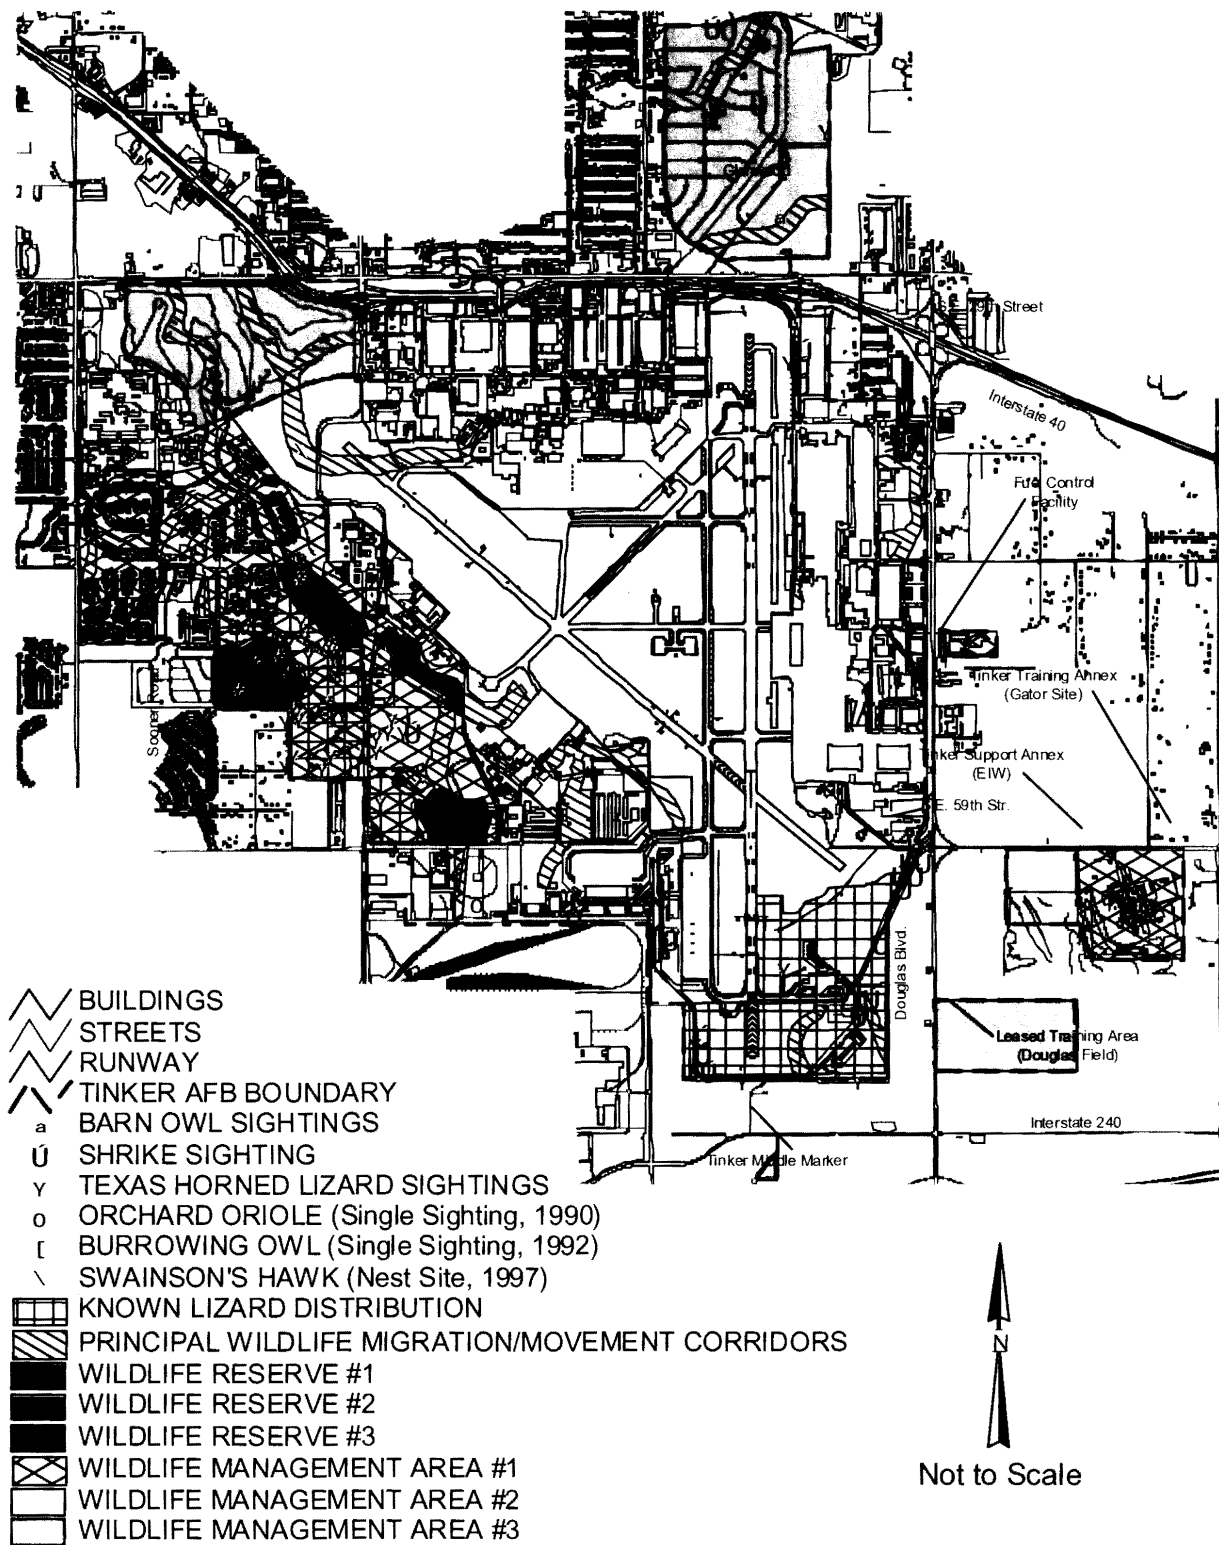 29th Street
Interstate 40
Control
Facility
Tinker Training Annex
(Gator Site)
Sooner
Support Annex
(EIW)
E. 59th Str.
Douglas Blvd.
Leased Training Area
(Douglas Field)
Interstate 240
Tinker Middle Marker
BUILDINGS
STREETS
RUNWAY
TINKER AFB BOUNDARY
a BARN OWL SIGHTINGS
Ú SHRIKE SIGHTING
Y TEXAS HORNED LIZARD SIGHTINGS
o ORCHARD ORIOLE (Single Sighting, 1990)
[ BURROWING OWL (Single Sighting, 1992)
\ SWAINSON'S HAWK (Nest Site, 1997)
KNOWN LIZARD DISTRIBUTION
PRINCIPAL WILDLIFE MIGRATION/MOVEMENT CORRIDORS
WILDLIFE RESERVE #1
WILDLIFE RESERVE #2
WILDLIFE RESERVE #3
WILDLIFE MANAGEMENT AREA #1
WILDLIFE MANAGEMENT AREA #2
WILDLIFE MANAGEMENT AREA #3
N
Not to Scale